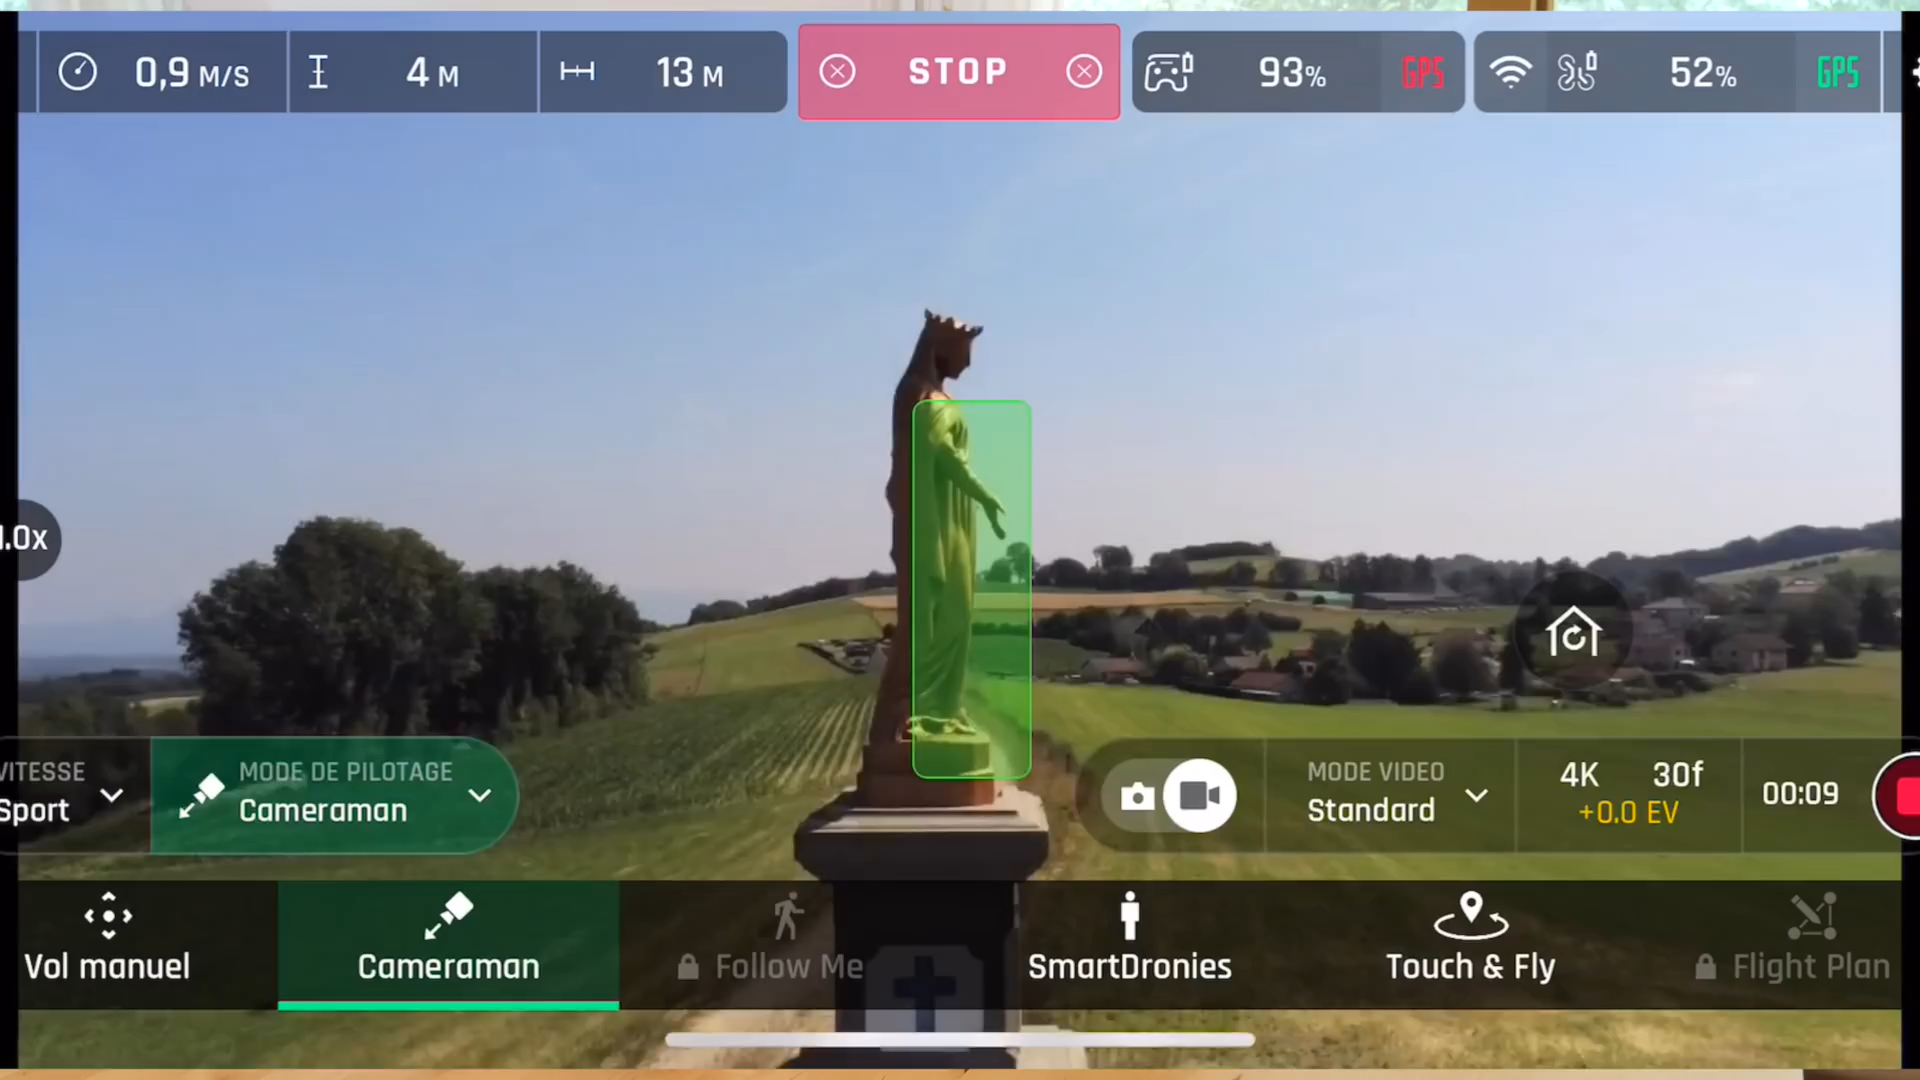 0,9 M/S
4 M
13 M
STOP
93%
GPS
52%
GPS
1.0x
VITESSE
Sport
MODE DE PILOTAGE
Cameraman
MODE VIDEO
Standard
4K 30f
+0.0 EV
00:09
Vol manuel
Cameraman
Follow Me
SmartDronies
Touch & Fly
Flight Plan